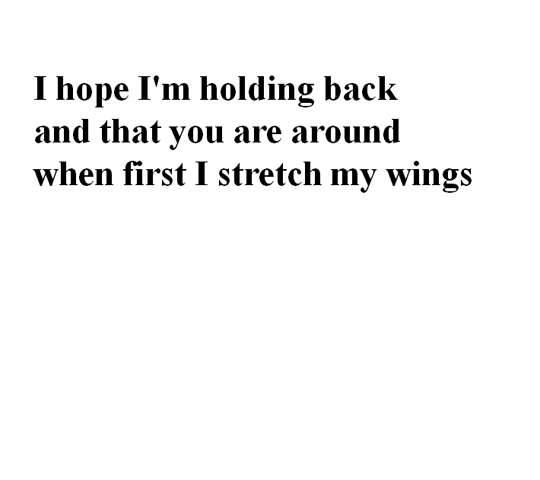 I hope I'm holding back
and that you are around
when first I stretch my wings